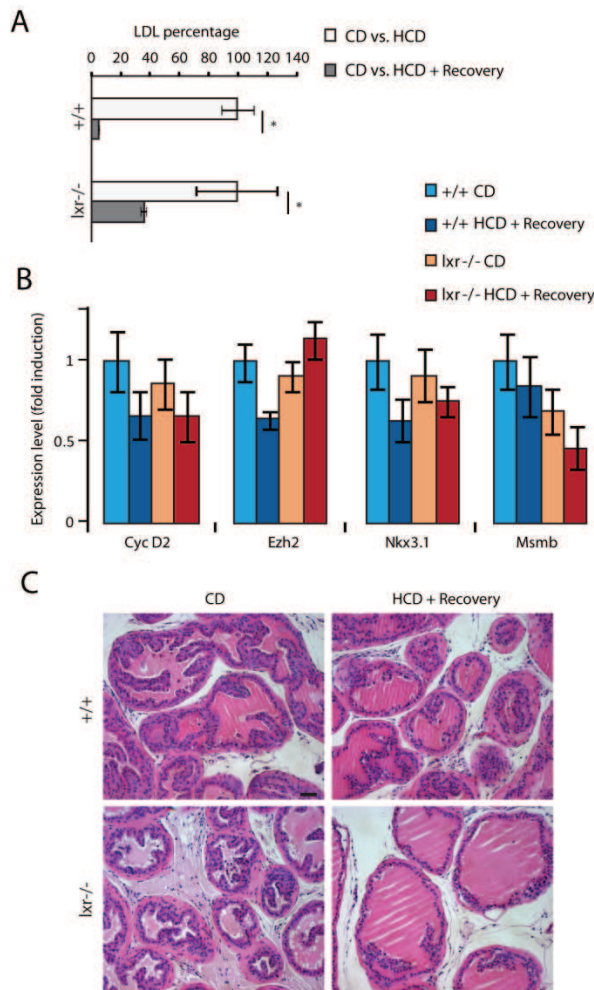 A
LDL percentage
0 20 40 60 80 100 120 140
CD vs. HCD
CD vs. HCD + Recovery
+/+
*
lxr-/-
*
+/+ CD
+/+ HCD + Recovery
lxr -/- CD
lxr -/- HCD + Recovery
B
Expression level (fold induction)
1
0.5
0
Cyc D2 Ezh2 Nkx3.1 Msmb
C
CD HCD + Recovery
+/+
lxr-/-